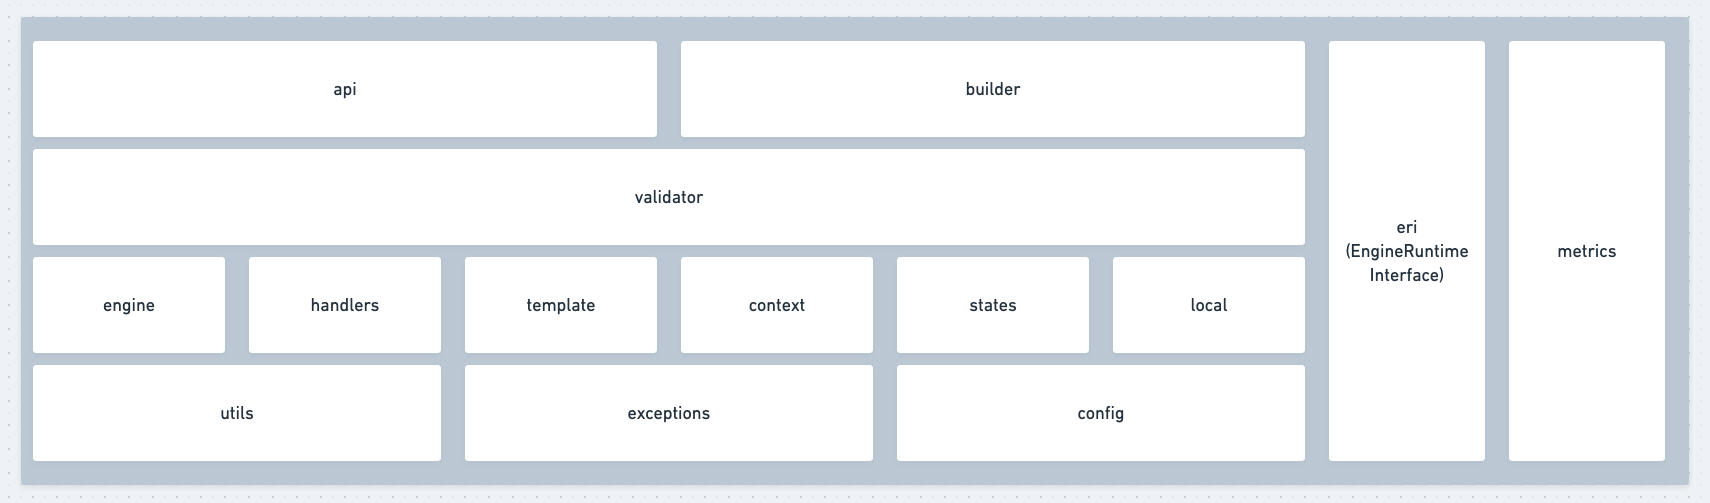 api
builder
validator
engine
handlers
template
context
states
local
utils
exceptions
config
eri
(EngineRuntime
Interface)
metrics